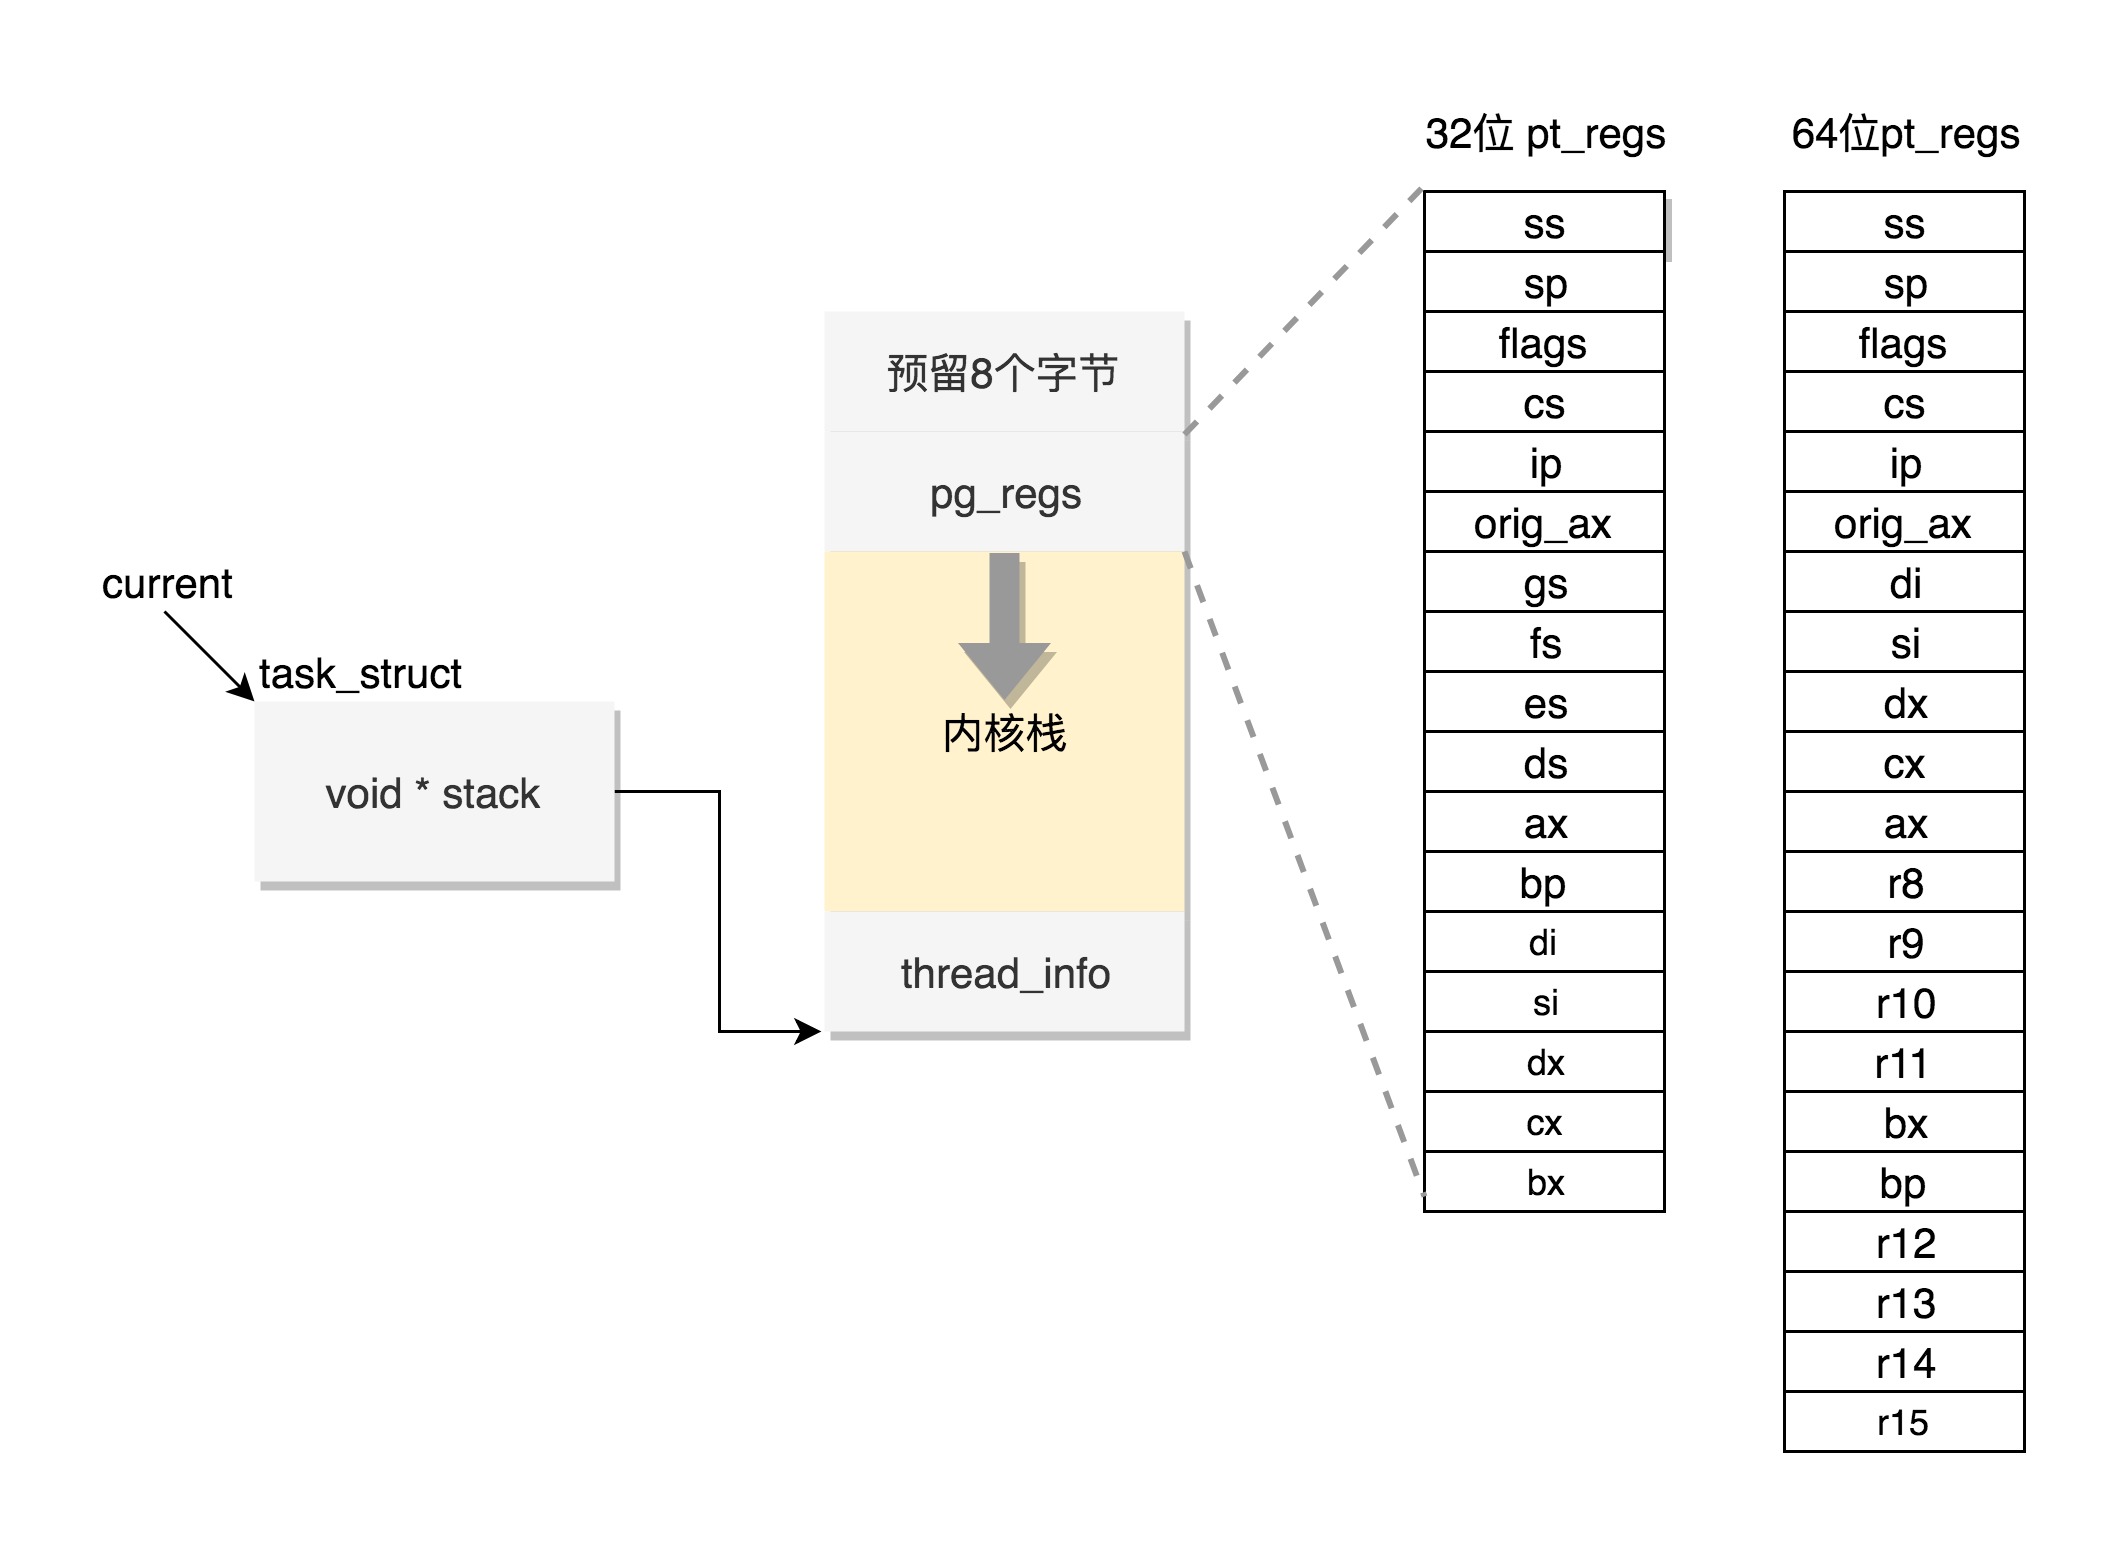 current
task_struct
void * stack
预留8个字节
pg_regs
内核栈
thread_info
32位 pt_regs
ss
sp
flags
cs
ip
orig_ax
gs
fs
es
ds
ax
bp
di
si
dx
cx
bx
64位pt_regs
ss
sp
flags
cs
ip
orig_ax
di
si
dx
cx
ax
r8
r9
r10
r11
bx
bp
r12
r13
r14
r15